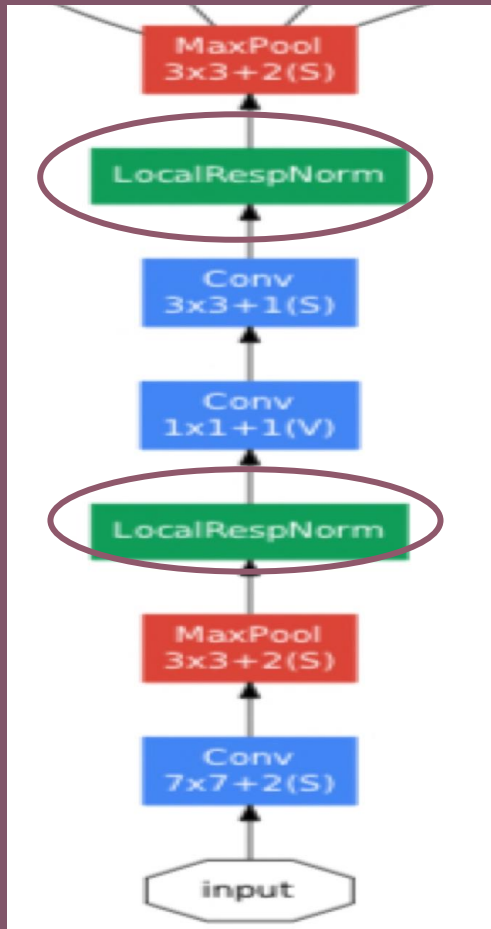 MaxPool
3x3+2(S)
LocalRespNorm
Conv
3x3+1(S)
Conv
1x1+1(V)
LocalRespNorm
MaxPool
3x3+2(S)
Conv
7x7+2(S)
input